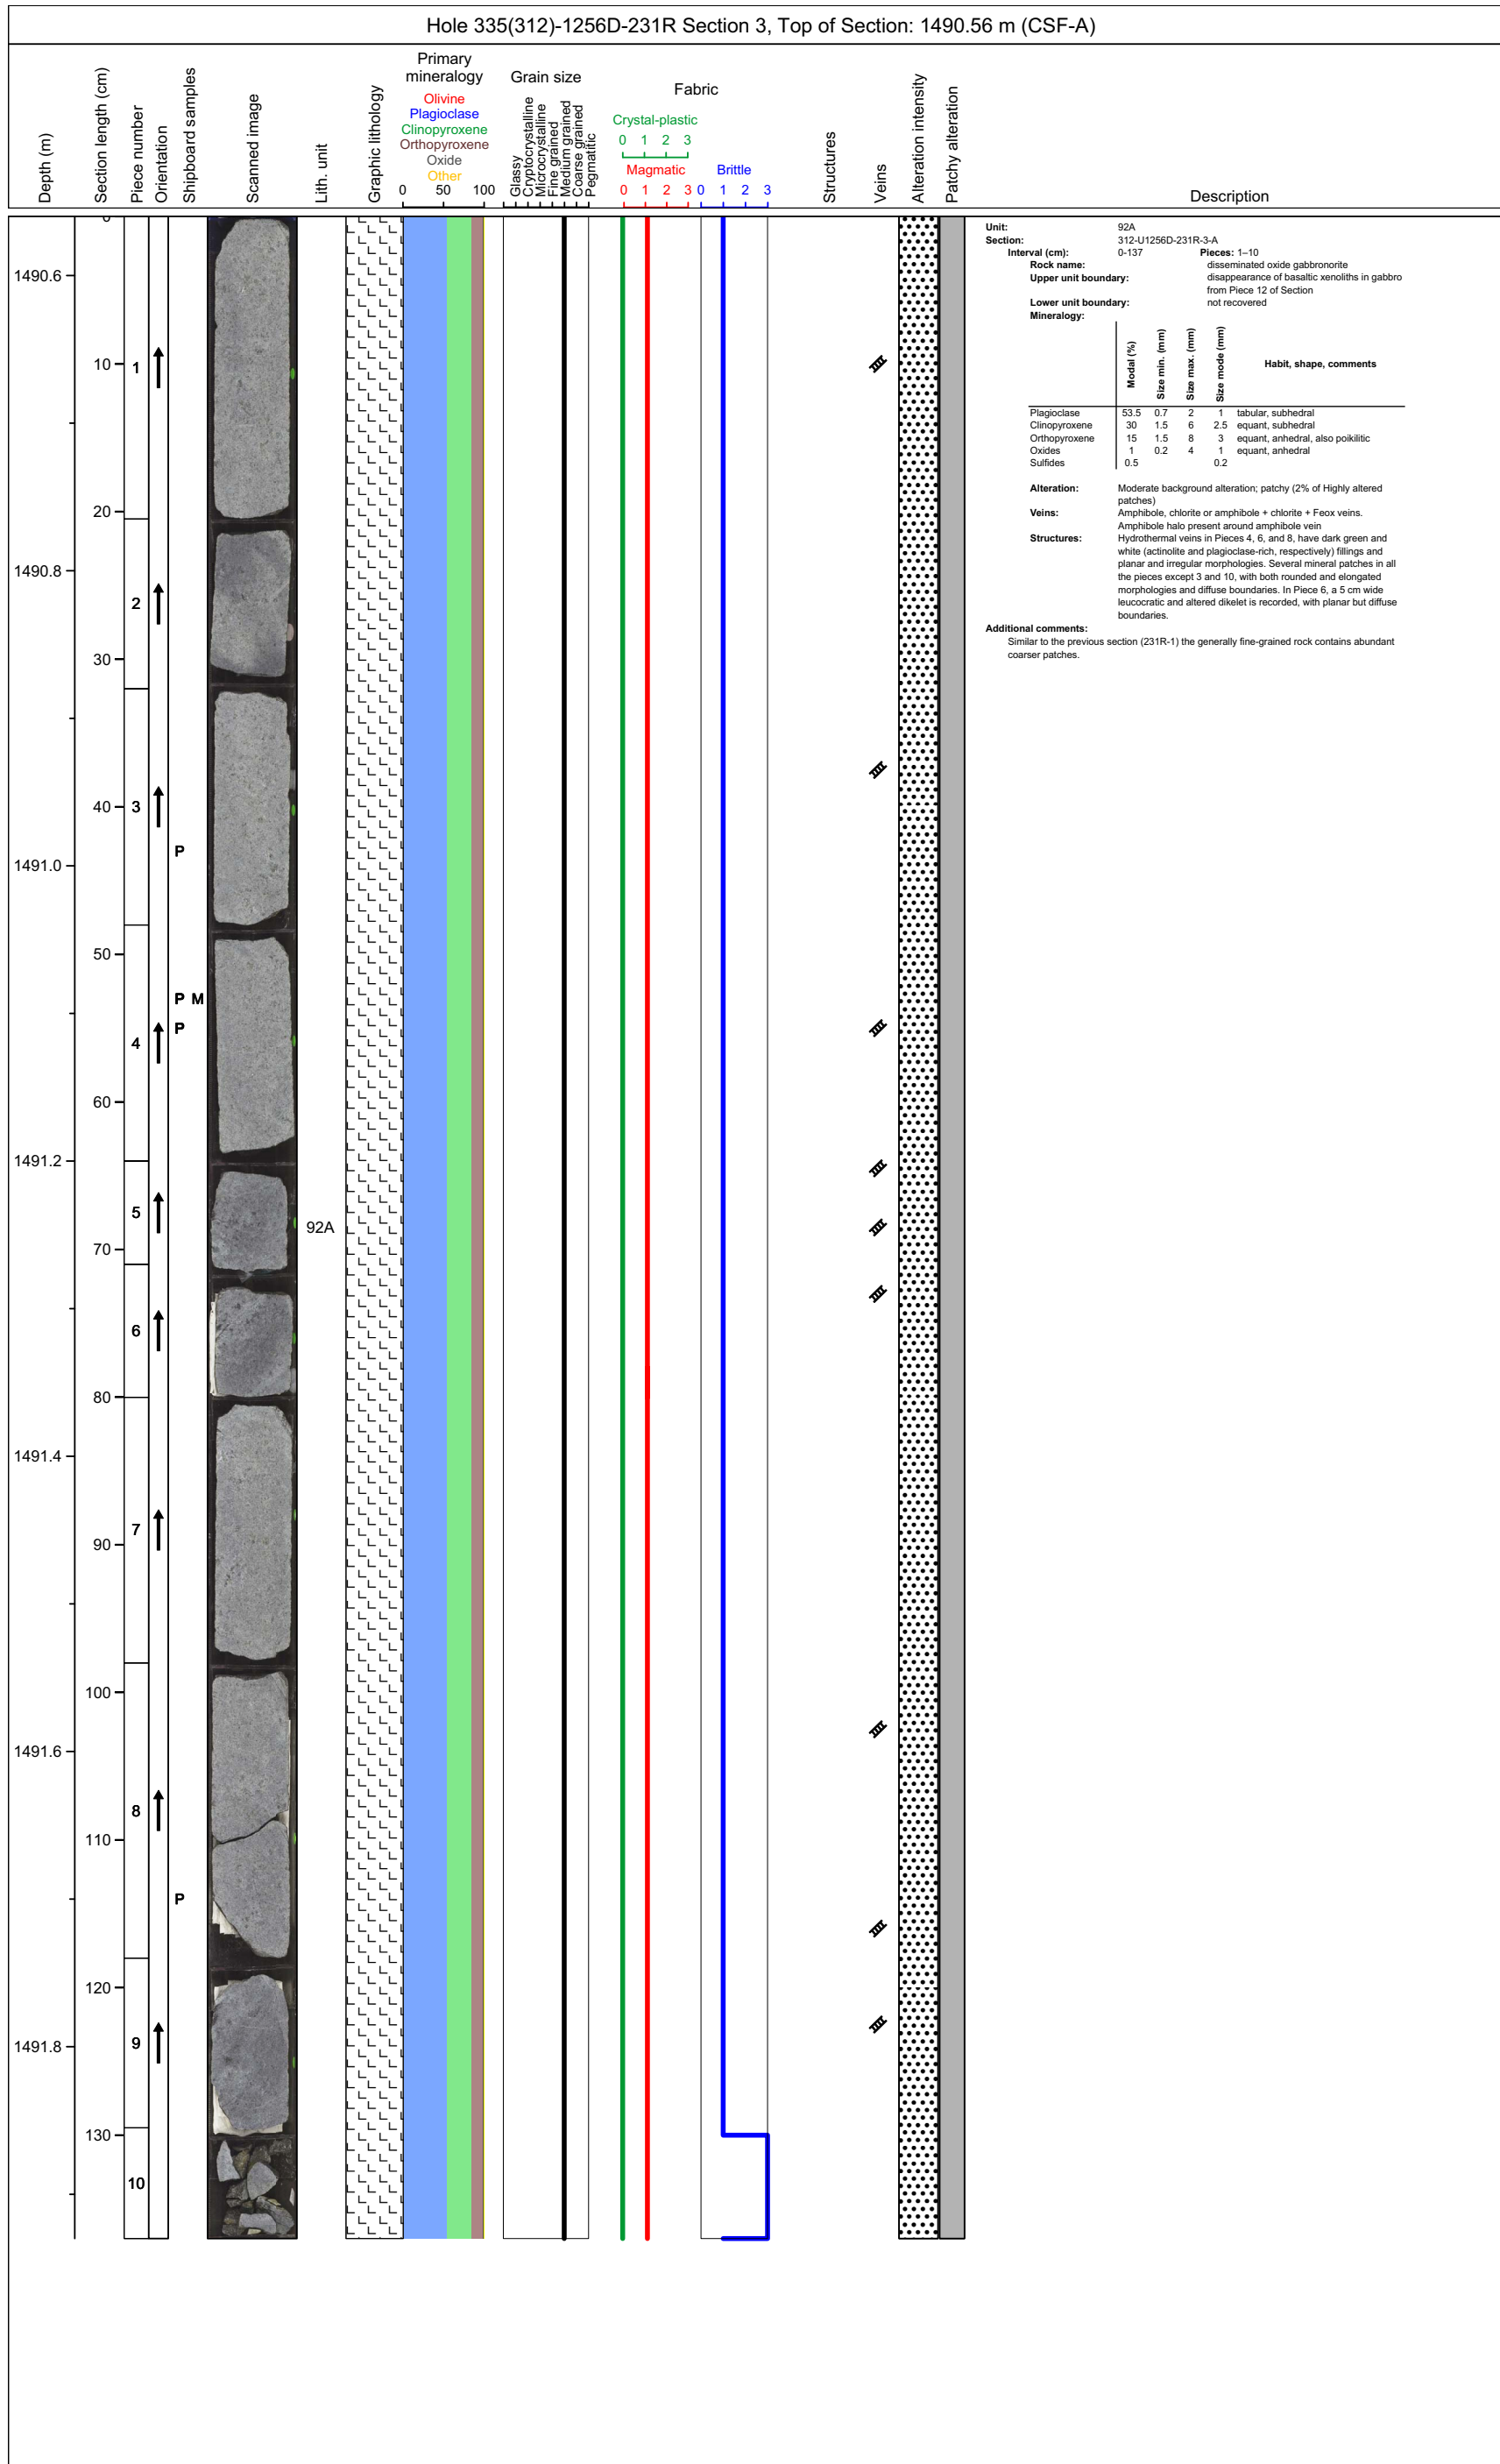 Hole 335(312)-1256D-231R Section 3, Top of Section: 1490.56 m (CSF-A)
Depth (m)
Section length (cm)
Piece number
Orientation
Shipboard samples
Scanned image
Lith. unit
Graphic lithology
Primary
mineralogy
Olivine
Plagioclase
Clinopyroxene
Orthopyroxene
Oxide
Other
0 50 100
Grain size
Glassy
Cryptocrystalline
Microcrystalline
Fine grained
Medium grained
Coarse grained
Pegmatitic
Fabric
Crystal-plastic
0 1 2 3
Magmatic
0 1 2 3
Brittle
0 1 2 3
Structures
Veins
Alteration intensity
Patchy alteration
Description
0
1490.6
10
1
20
1490.8
2
30
40
3
P
1491.0
50
P M
P
4
60
1491.2
5
92A
70
6
80
1491.4
7
90
100
1491.6
8
110
P
120
1491.8
9
130
10
Unit: 92A
Section: 312-U1256D-231R-3-A
Interval (cm): 0-137 Pieces: 1–10
Rock name: disseminated oxide gabbronorite
Upper unit boundary: disappearance of basaltic xenoliths in gabbro
from Piece 12 of Section
Lower unit boundary: not recovered
Mineralogy:
Modal (%)
Size min. (mm)
Size max. (mm)
Size mode (mm)
Habit, shape, comments
Plagioclase 53.5 0.7 2 1 tabular, subhedral
Clinopyroxene 30 1.5 6 2.5 equant, subhedral
Orthopyroxene 15 1.5 8 3 equant, anhedral, also poikilitic
Oxides 1 0.2 4 1 equant, anhedral
Sulfides 0.5 0.2
Alteration: Moderate background alteration; patchy (2% of Highly altered
patches)
Veins: Amphibole, chlorite or amphibole + chlorite + Feox veins.
Amphibole halo present around amphibole vein
Structures: Hydrothermal veins in Pieces 4, 6, and 8, have dark green and
white (actinolite and plagioclase-rich, respectively) fillings and
planar and irregular morphologies. Several mineral patches in all
the pieces except 3 and 10, with both rounded and elongated
morphologies and diffuse boundaries. In Piece 6, a 5 cm wide
leucocratic and altered dikelet is recorded, with planar but diffuse
boundaries.
Additional comments:
Similar to the previous section (231R-1) the generally fine-grained rock contains abundant
coarser patches.